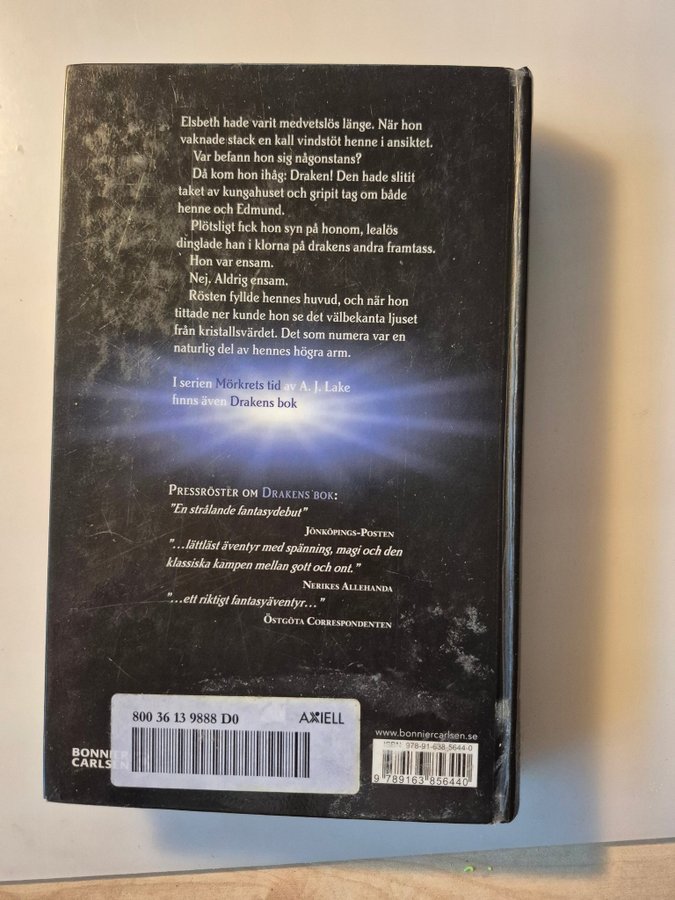 Elsbeth hade varit medvetslös länge. När hon
vaknade stack en kall vindstöt henne i ansiktet.
Var befann hon sig någonstans?
Då kom hon ihåg: Draken! Den hade slitit
taket av kungahuset och gripit tag om både
henne och Edmund.
Plötsligt fick hon syn på honom, lealös
dinglade han i klorna på drakens andra framtass.
Hon var ensam.
Nej. Aldrig ensam.
Rösten fyllde hennes huvud, och när hon
tittade ner kunde hon se det välbekanta ljuset
från kristallsvärdet. Det som numera var en
naturlig del av hennes högra arm.
I serien Mörkrets tid av A. J. Lake
finns även Drakens bok
Pressröster om Drakens bok:
"En strålande fantasydebut"
Jönköpings-Posten
"...lättläst äventyr med spänning, magi och den
klassiska kampen mellan gott och ont."
Nerikes Allehanda
"...ett riktigt fantasyäventyr..."
Östgöta Correspondenten
800 36 13 9888 D0 AXIELL
www.bonniercarlsen.se
BONNIER
CARLSEN
ISBN: 978-91-638-5644-0
9 789163 856440